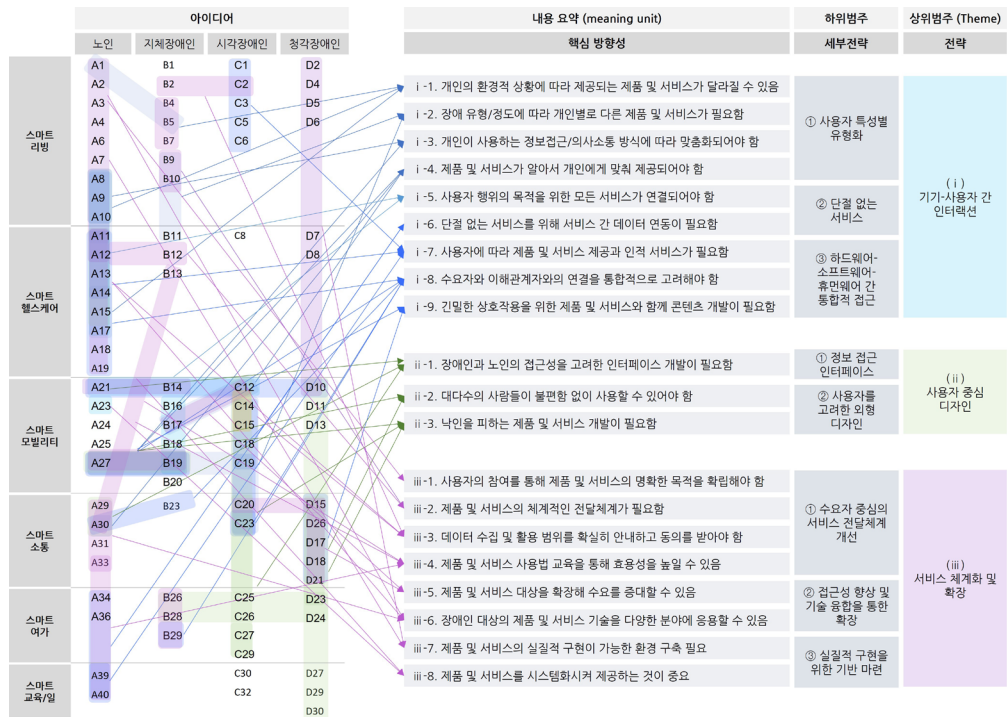 아이디어
내용 요약 (meaning unit)
하위범주
상위범주 (Theme)
노인
지체장애인
시각장애인
청각장애인
핵심 방향성
세부전략
전략
스마트
리빙
A1 B1 C1 D2
A2 B2 C2 D4
A3 B4 C3 D5
A4 B5 C5 D6
A6 B7 C6
A7 B9
A8 B10
A9
A10
스마트
헬스케어
A11 B11 C8 D7
A12 B12 D8
A13 B13
A14
A15
A17
A18
A19
스마트
모빌리티
A21 B14 C12 D10
A23 B16 C14 D11
A24 B17 C15 D13
A25 B18 C18
A27 B19 C19
B20
스마트
소통
A29 B23 C20 D15
A30 C23 D26
A31 D17
A33 D18
D21
스마트
여가
A34 B26 C25 D23
A36 B28 C26 D24
B29 C27
C29
스마트
교육/일
A39 C30 D27
A40 C32 D29
D30
ⅰ-1. 개인의 환경적 상황에 따라 제공되는 제품 및 서비스가 달라질 수 있음
ⅰ-2. 장애 유형/정도에 따라 개인별로 다른 제품 및 서비스가 필요함
ⅰ-3. 개인이 사용하는 정보접근/의사소통 방식에 따라 맞춤화되어야 함
ⅰ-4. 제품 및 서비스가 알아서 개인에게 맞춰 제공되어야 함
ⅰ-5. 사용자 행위의 목적을 위한 모든 서비스가 연결되어야 함
ⅰ-6. 단절 없는 서비스를 위해 서비스 간 데이터 연동이 필요함
ⅰ-7. 사용자에 따라 제품 및 서비스 제공과 인적 서비스가 필요함
ⅰ-8. 수요자와 이해관계자와의 연결을 통합적으로 고려해야 함
ⅰ-9. 긴밀한 상호작용을 위한 제품 및 서비스와 함께 콘텐츠 개발이 필요함
① 사용자 특성별
유형화
② 단절 없는
서비스
③ 하드웨어-
소프트웨어-
휴먼웨어 간
통합적 접근
(ⅰ)
기기-사용자 간
인터랙션
ⅱ-1. 장애인과 노인의 접근성을 고려한 인터페이스 개발이 필요함
ⅱ-2. 대다수의 사람들이 불편함 없이 사용할 수 있어야 함
ⅱ-3. 낙인을 피하는 제품 및 서비스 개발이 필요함
① 정보 접근
인터페이스
② 사용자를
고려한 외형
디자인
(ⅱ)
사용자 중심
디자인
ⅲ-1. 사용자의 참여를 통해 제품 및 서비스의 명확한 목적을 확립해야 함
ⅲ-2. 제품 및 서비스의 체계적인 전달체계가 필요함
ⅲ-3. 데이터 수집 및 활용 범위를 확실히 안내하고 동의를 받아야 함
ⅲ-4. 제품 및 서비스 사용법 교육을 통해 효용성을 높일 수 있음
ⅲ-5. 제품 및 서비스 대상을 확장해 수요를 증대할 수 있음
ⅲ-6. 장애인 대상의 제품 및 서비스 기술을 다양한 분야에 응용할 수 있음
ⅲ-7. 제품 및 서비스의 실질적 구현이 가능한 환경 구축 필요
ⅲ-8. 제품 및 서비스를 시스템화시켜 제공하는 것이 중요
① 수요자 중심의
서비스 전달체계
개선
② 접근성 향상 및
기술 융합을 통한
확장
③ 실질적 구현을
위한 기반 마련
(ⅲ)
서비스 체계화 및
확장